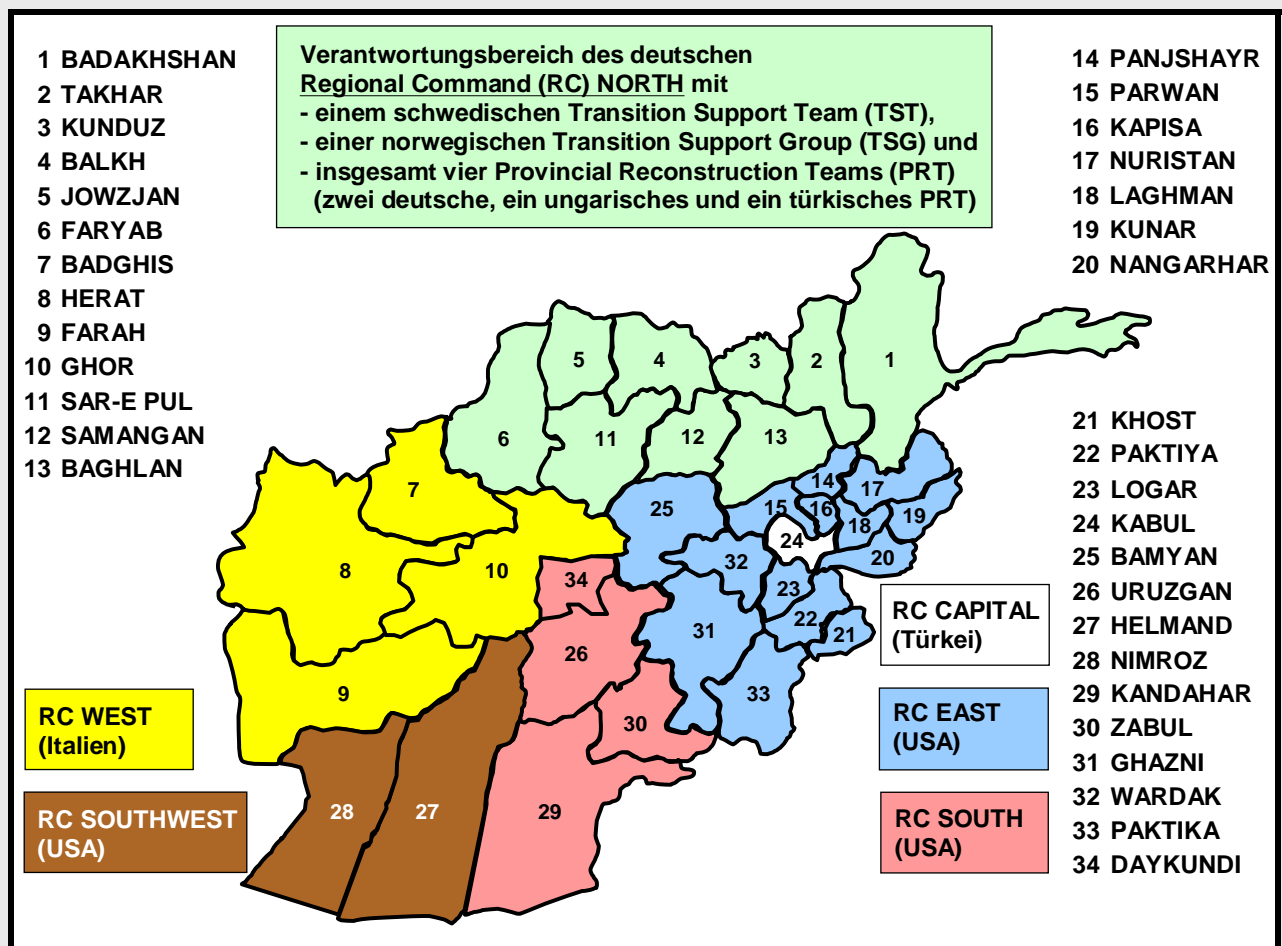 1 BADAKHSHAN
2 TAKHAR
3 KUNDUZ
4 BALKH
5 JOWZJAN
6 FARYAB
7 BADGHIS
8 HERAT
9 FARAH
10 GHOR
11 SAR-E PUL
12 SAMANGAN
13 BAGHLAN
Verantwortungsbereich des deutschen
Regional Command (RC) NORTH mit
- einem schwedischen Transition Support Team (TST),
- einer norwegischen Transition Support Group (TSG) und
- insgesamt vier Provincial Reconstruction Teams (PRT)
(zwei deutsche, ein ungarisches und ein türkisches PRT)
14 PANJSHAYR
15 PARWAN
16 KAPISA
17 NURISTAN
18 LAGHMAN
19 KUNAR
20 NANGARHAR
21 KHOST
22 PAKTIYA
23 LOGAR
24 KABUL
25 BAMYAN
26 URUZGAN
27 HELMAND
28 NIMROZ
29 KANDAHAR
30 ZABUL
31 GHAZNI
32 WARDAK
33 PAKTIKA
34 DAYKUNDI
5
4
3
2
1
6
11
12
13
7
25
14
17
15
16
18
19
24
20
8
10
34
32
23
22
21
31
26
33
9
30
28
27
29
RC WEST
(Italien)
RC SOUTHWEST
(USA)
RC CAPITAL
(Türkei)
RC EAST
(USA)
RC SOUTH
(USA)